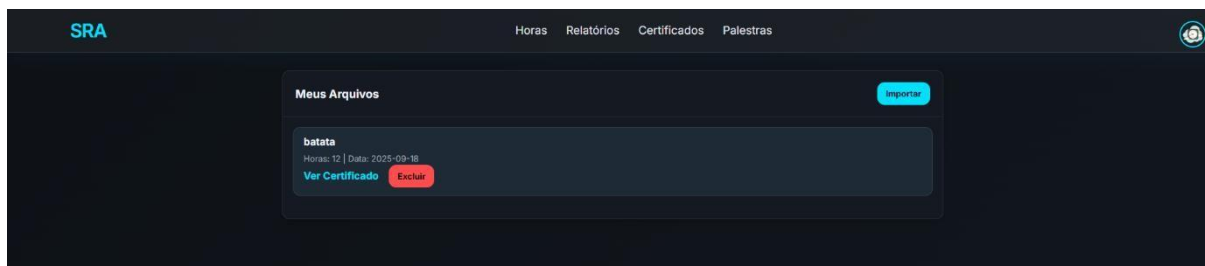 SRA
Horas Relatórios Certificados Palestras
Meus Arquivos
Importar
batata
Horas: 12 | Data: 2025-09-18
Ver Certificado Excluir